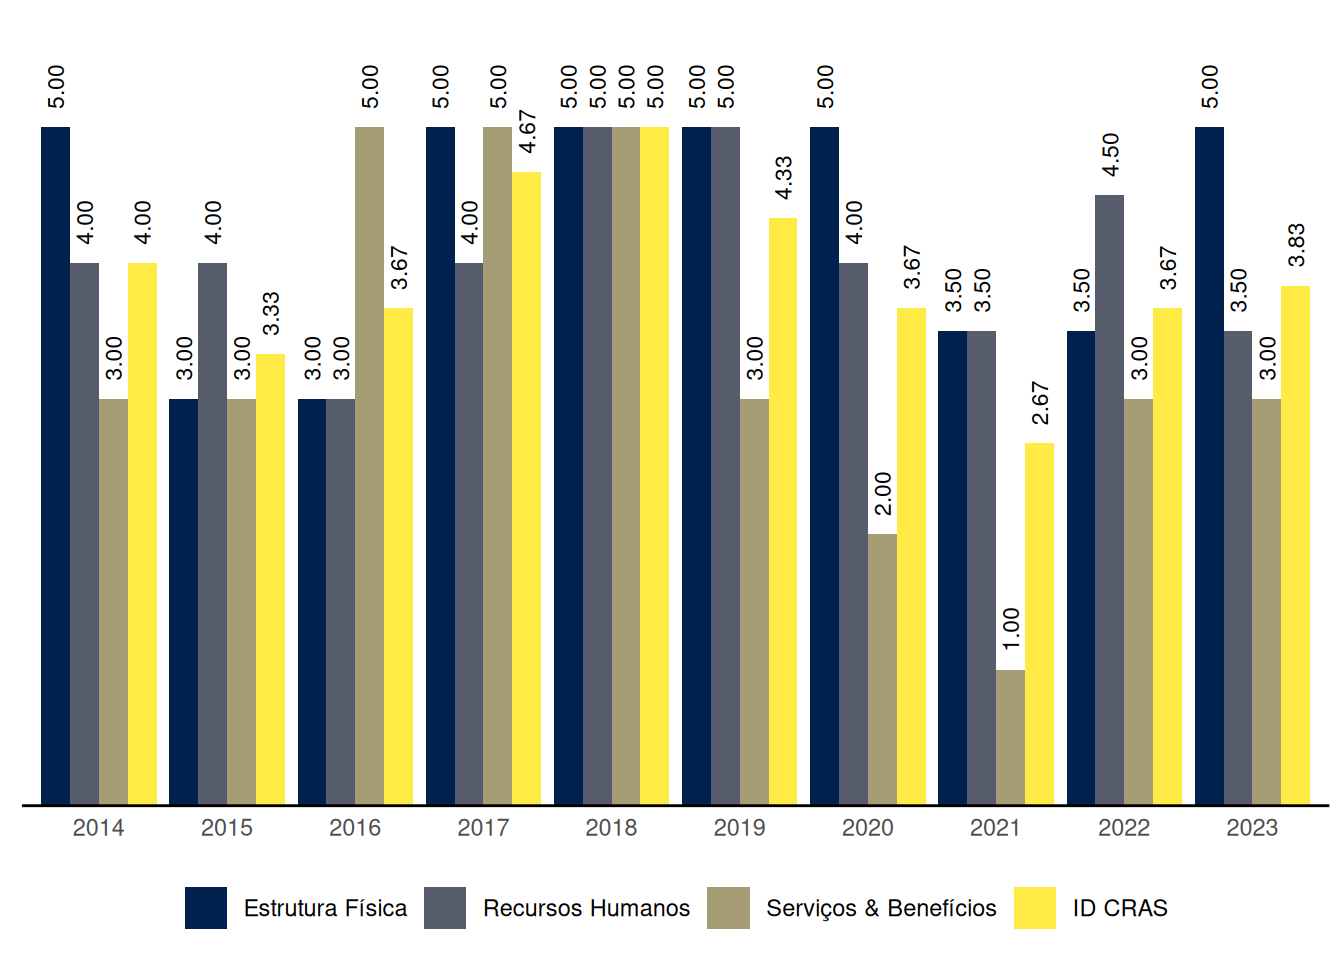 5.00 4.00 3.00 4.00
3.00 4.00 3.00 3.33
3.00 3.00 5.00 3.67
5.00 4.00 5.00 4.67
5.00 5.00 5.00 5.00
5.00 5.00 3.00 4.33
5.00 4.00 2.00 3.67
3.50 3.50 1.00 2.67
3.50 4.50 3.00 3.67
5.00 3.50 3.00 3.83
2014 2015 2016 2017 2018 2019 2020 2021 2022 2023
Estrutura Física Recursos Humanos Serviços & Benefícios ID CRAS